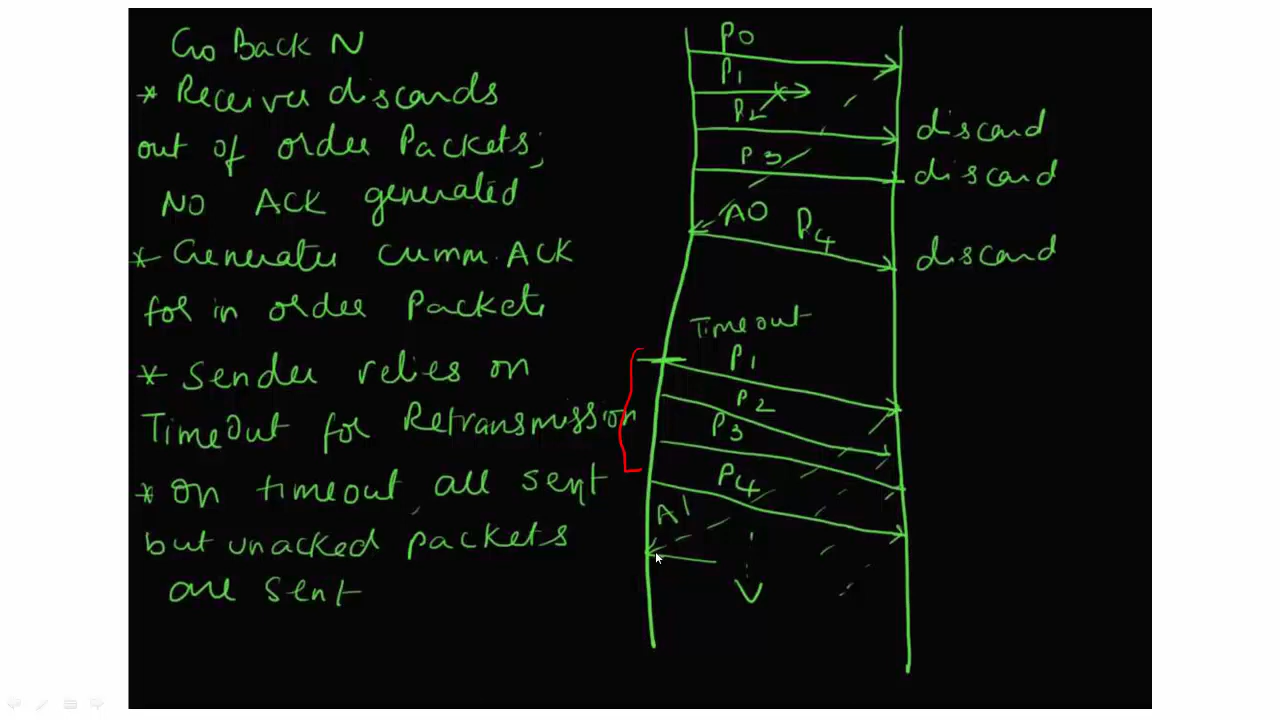 Go Back N
* Receiver discards
out of order Packets;
NO ACK generated
* Generates cumm. ACK
for in order Packets
* Sender relies on
TimeOut for Retransmission
* on timeout, all sent
but unacked packets
are sent
P0
P1
P2
discard
P3
discard
A0
P4
discard
Timeout
P1
P2
P3
P4
A1